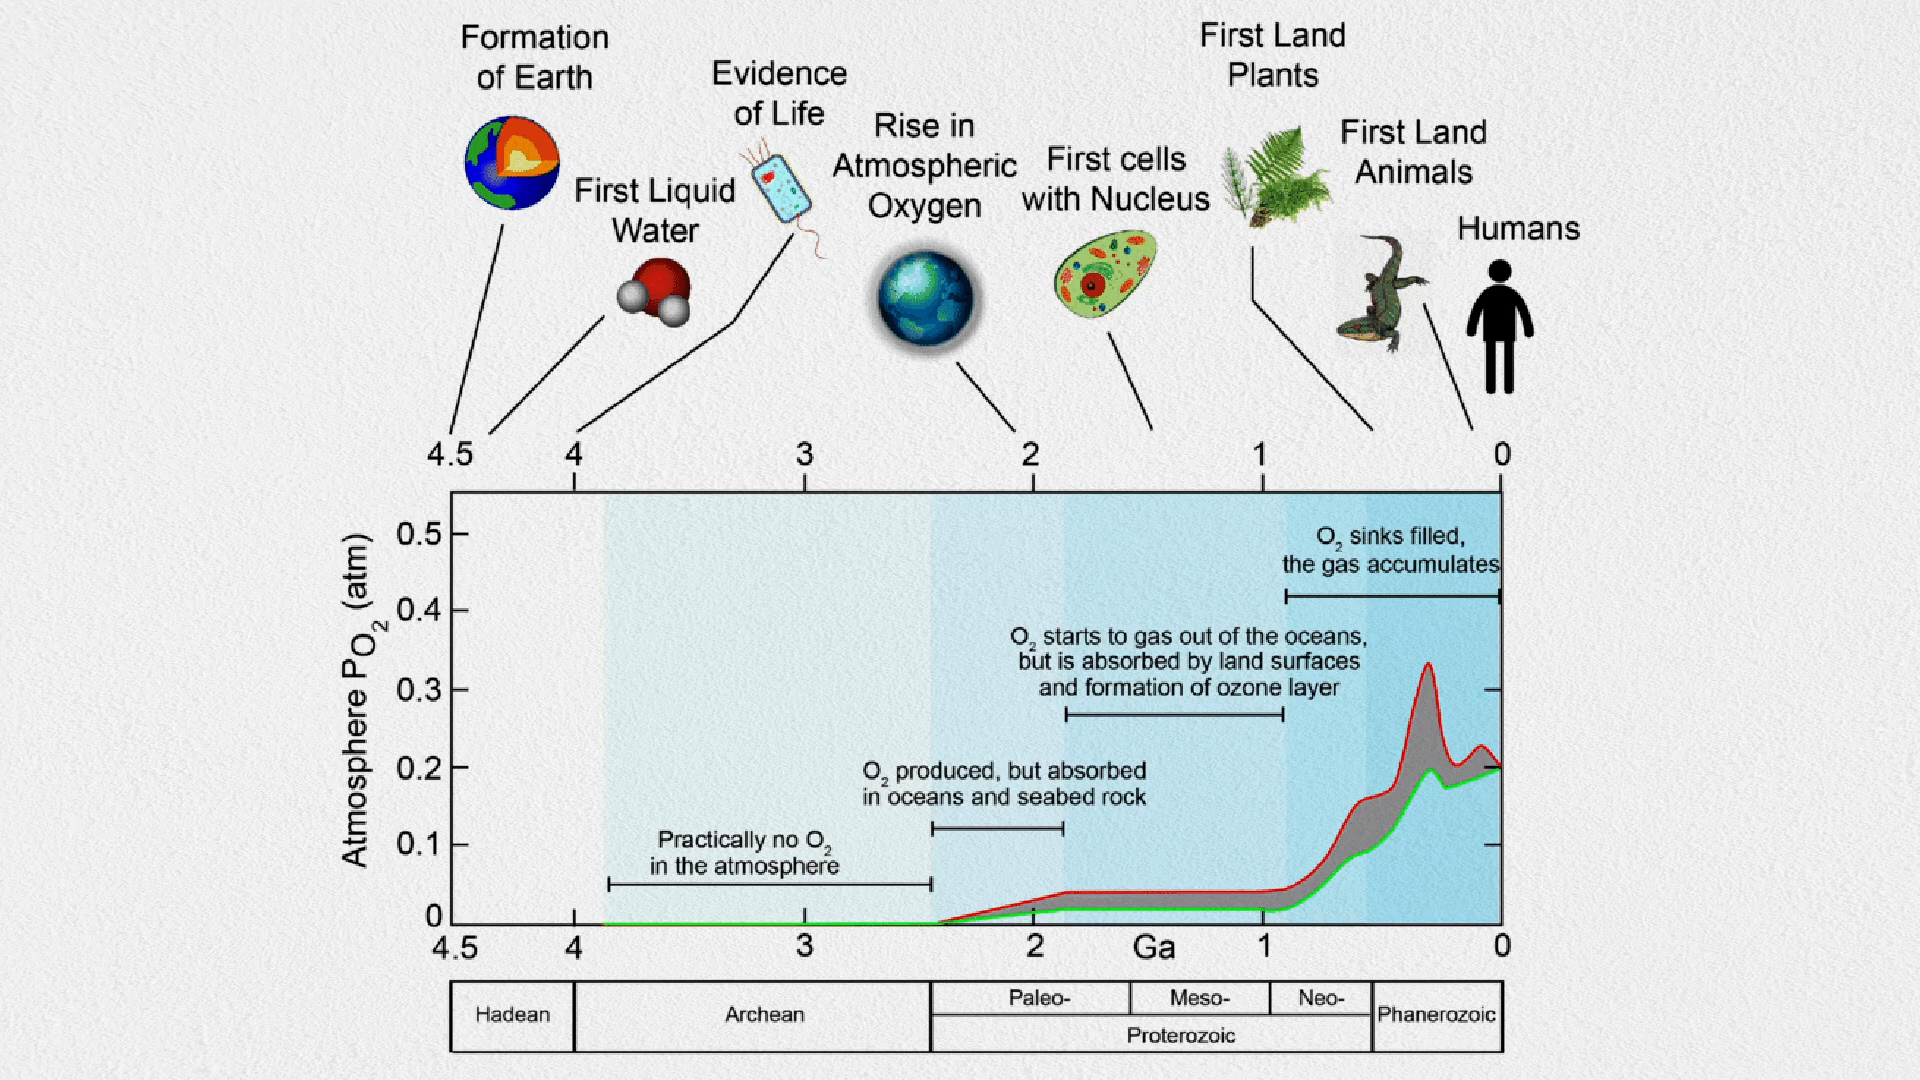 Formation
of Earth
First Liquid
Water
Evidence
of Life
Rise in
Atmospheric
Oxygen
First cells
with Nucleus
First Land
Plants
First Land
Animals
Humans
4.5 4 3 2 1 0
Atmosphere PO₂ (atm)
0.5
0.4
0.3
0.2
0.1
0
O₂ sinks filled,
the gas accumulates
O₂ starts to gas out of the oceans,
but is absorbed by land surfaces
and formation of ozone layer
O₂ produced, but absorbed
in oceans and seabed rock
Practically no O₂
in the atmosphere
4.5 4 3 2 Ga 1 0
Hadean
Archean
Paleo- Meso- Neo-
Proterozoic
Phanerozoic